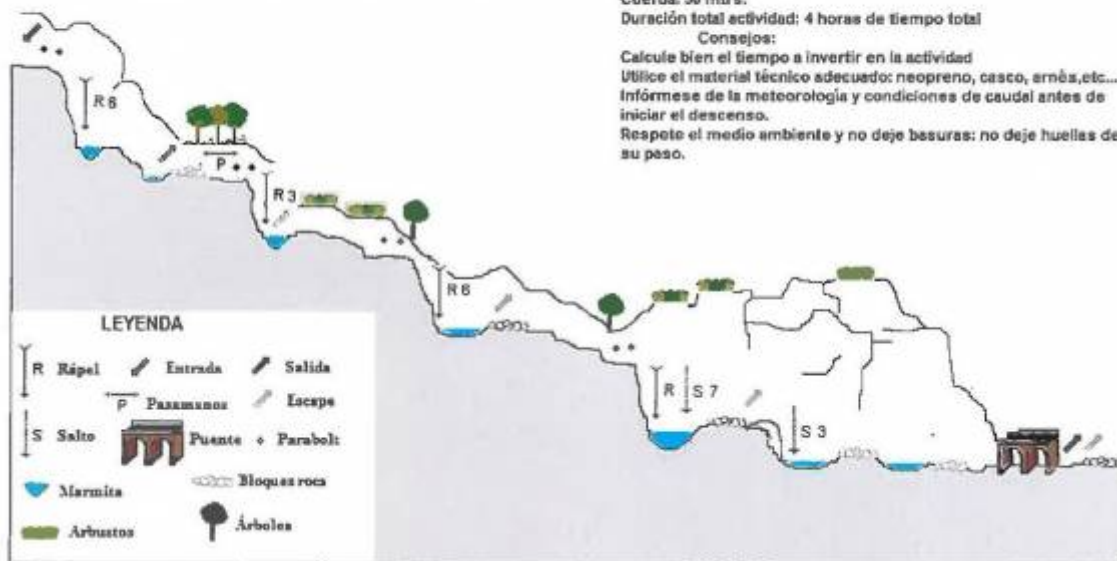 Duración total actividad: 4 horas de tiempo total
Consejos:
Calcule bien el tiempo a invertir en la actividad
Utilice el material técnico adecuado: neopreno, casco, arnés,etc...
Infórmese de la meteorología y condiciones de caudal antes de
iniciar el descenso.
Respete el medio ambiente y no deje basuras: no deje huellas de
su paso.
R 6
P
R 3
R 6
R
S 7
S 3
LEYENDA
R Rápel
Entrada
Salida
P Pasamanos
Escape
S Salto
Puente
Parabolt
Marmita
Bloques roca
Arbustos
Árboles